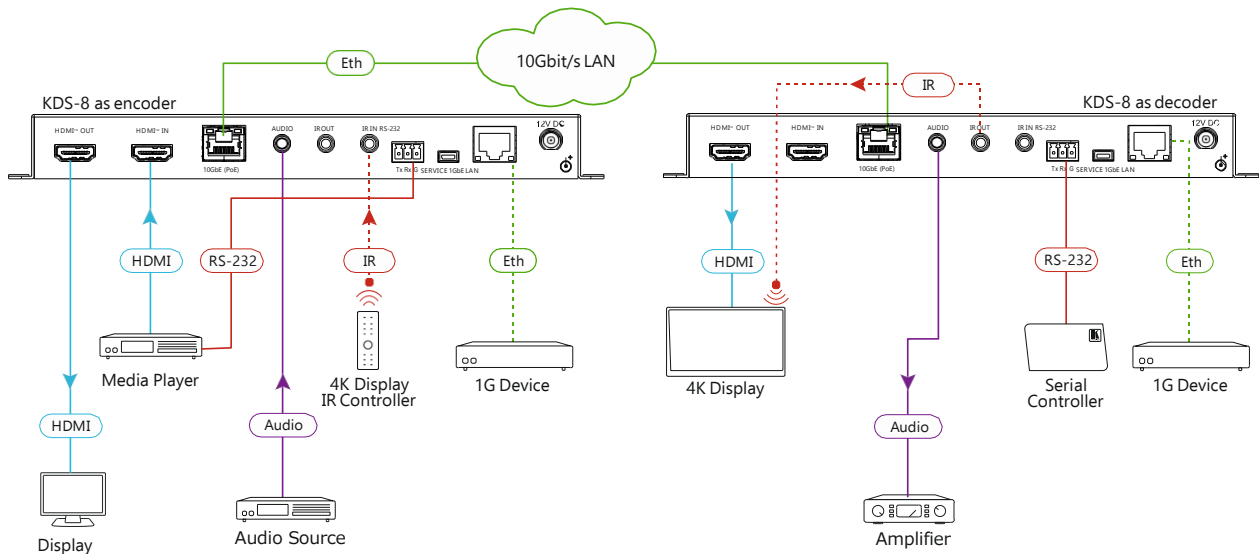 10Gbit/s LAN
Eth
IR
KDS-8 as encoder
KDS-8 as decoder
HDMI™ OUT
HDMI™ IN
AUDIO
IR OUT
IR IN RS-232
12V DC
10GbE (PoE)
Tx Rx G SERVICE 1GbE LAN
HDMI™ OUT
HDMI™ IN
AUDIO
IR OUT
IR IN RS-232
12V DC
10GbE (PoE)
Tx Rx G SERVICE 1GbE LAN
HDMI
RS-232
IR
Eth
HDMI
RS-232
Eth
Media Player
4K Display
IR Controller
1G Device
4K Display
Serial
Controller
1G Device
HDMI
Audio
Audio
Display
Audio Source
Amplifier